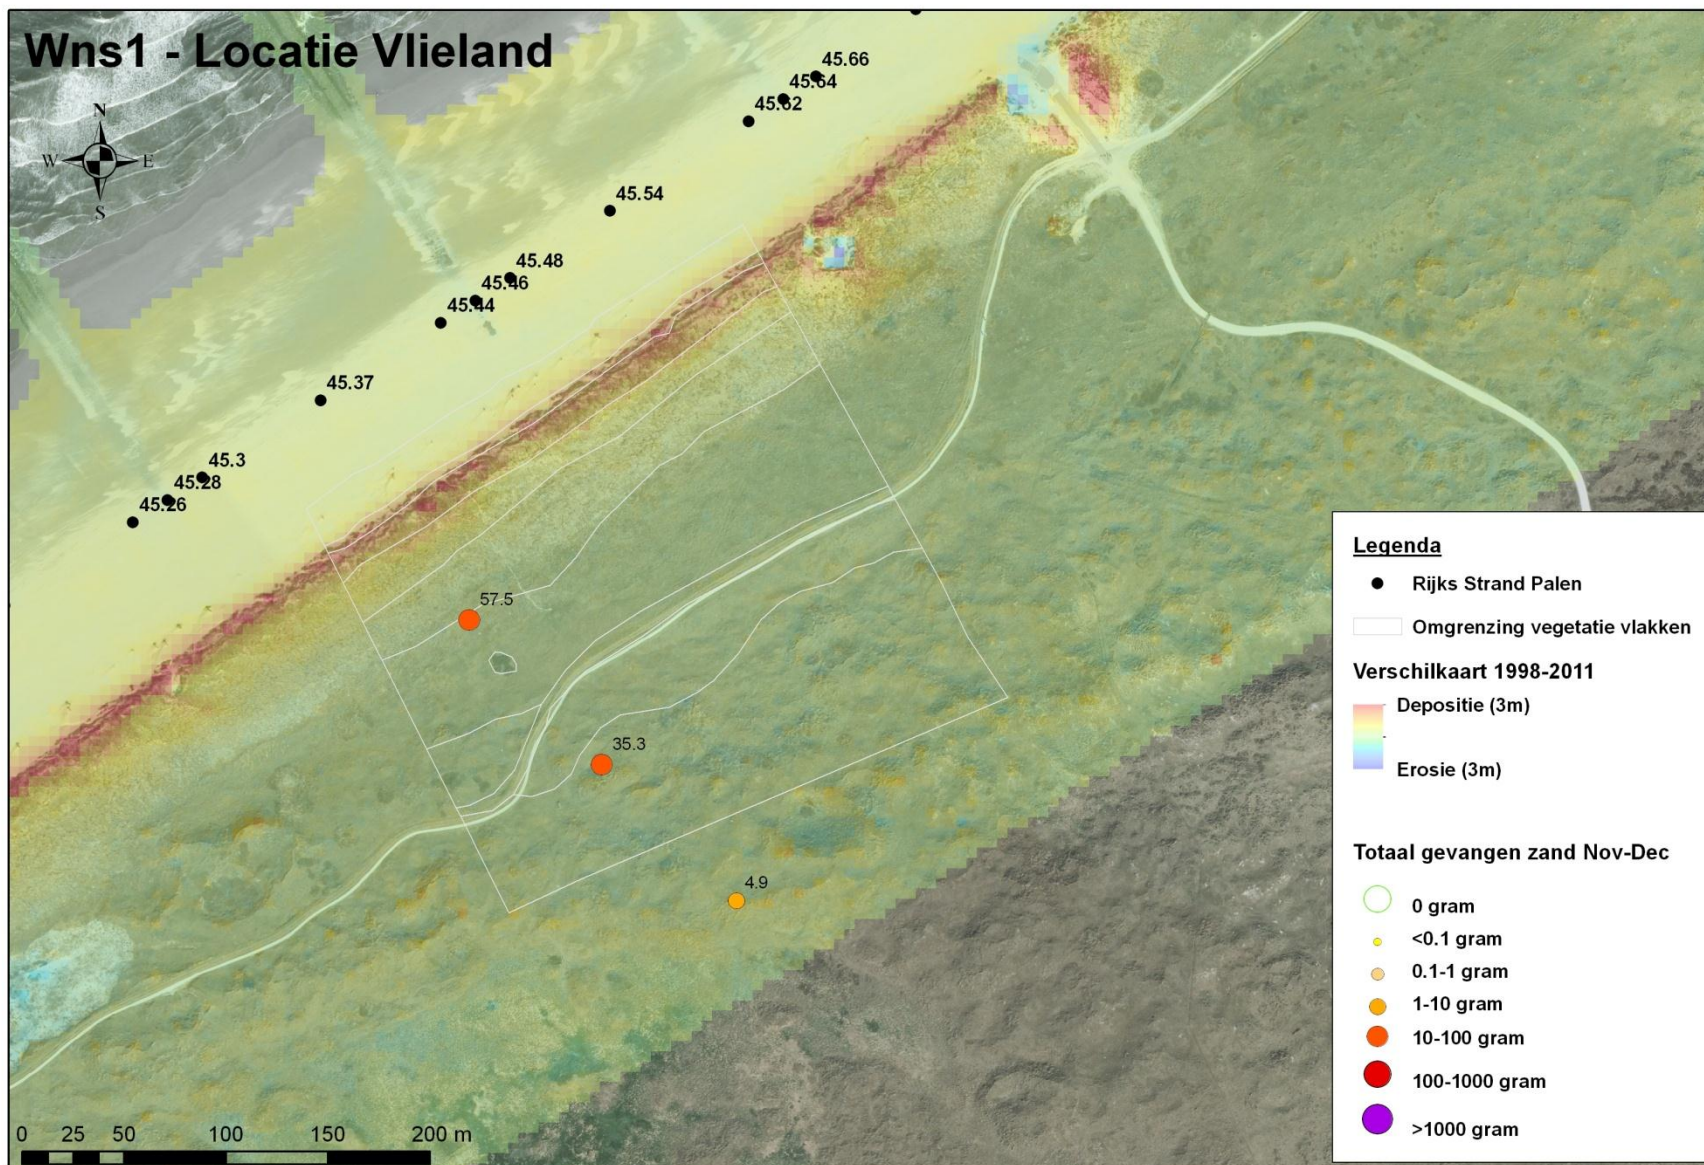 Wns1 - Locatie Vlieland
N
W E
S
45.66
45.64
45.62
45.54
45.48
45.46
45.44
45.37
45.3
45.28
45.26
57.5
35.3
4.9
Legenda
Rijks Strand Palen
Omgrenzing vegetatie vlakken
Verschilkaart 1998-2011
Depositie (3m)
Erosie (3m)
Totaal gevangen zand Nov-Dec
0 gram
<0.1 gram
0.1-1 gram
1-10 gram
10-100 gram
100-1000 gram
>1000 gram
0 25 50 100 150 200 m